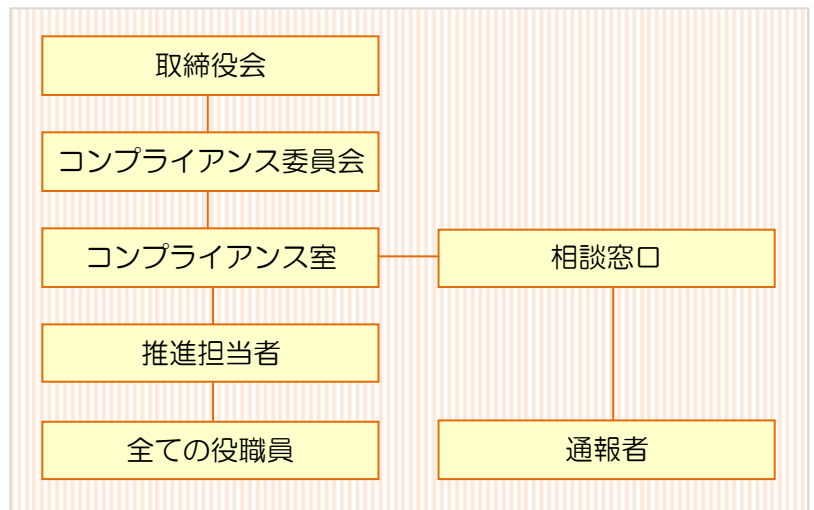 取締役会
コンプライアンス委員会
コンプライアンス室
相談窓口
推進担当者
全ての役職員
通報者